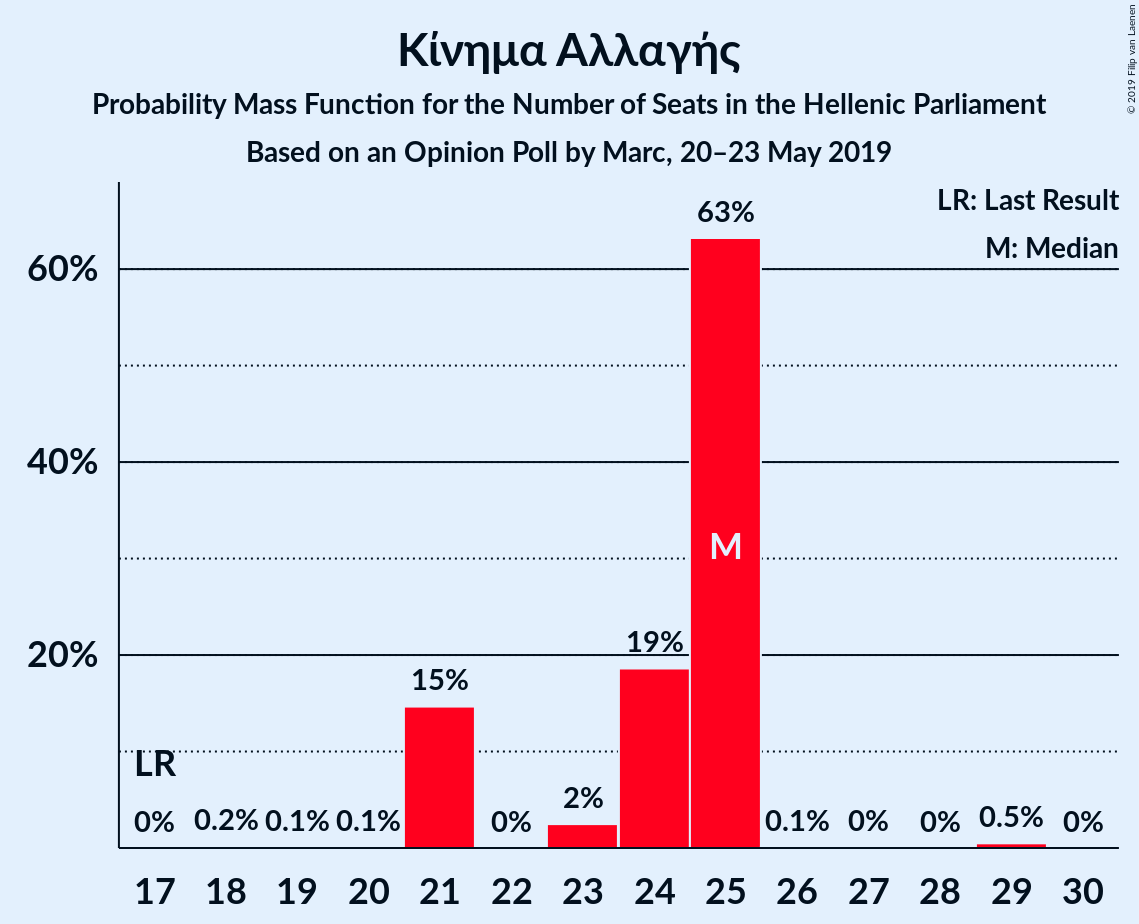 Κίνημα Αλλαγής
Probability Mass Function for the Number of Seats in the Hellenic Parliament
Based on an Opinion Poll by Marc, 20–23 May 2019
© 2019 Filip van Laenen
LR: Last Result
M: Median
60%
40%
20%
63%
M
19%
15%
LR
0% 0.2% 0.1% 0.1% 0% 2% 0.1% 0% 0% 0.5% 0%
17 18 19 20 21 22 23 24 25 26 27 28 29 30